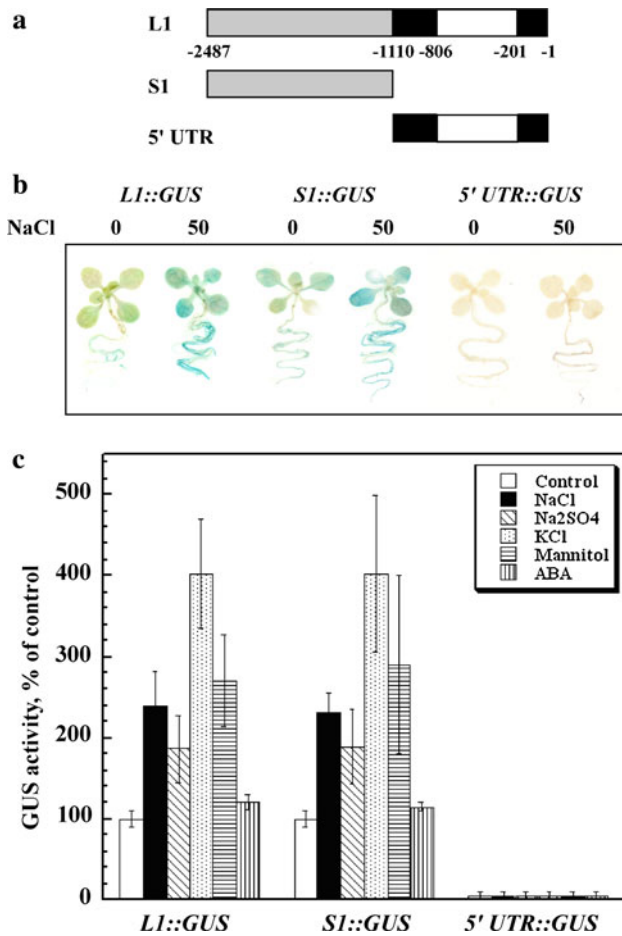 a
L1
-2487 -1110 -806 -201 -1
S1
5' UTR
b
L1::GUS S1::GUS 5' UTR::GUS
NaCl 0 50 0 50 0 50
c
Control
NaCl
Na2SO4
KCl
Mannitol
ABA
500
400
300
200
100
0
GUS activity, % of control
L1::GUS S1::GUS 5' UTR::GUS